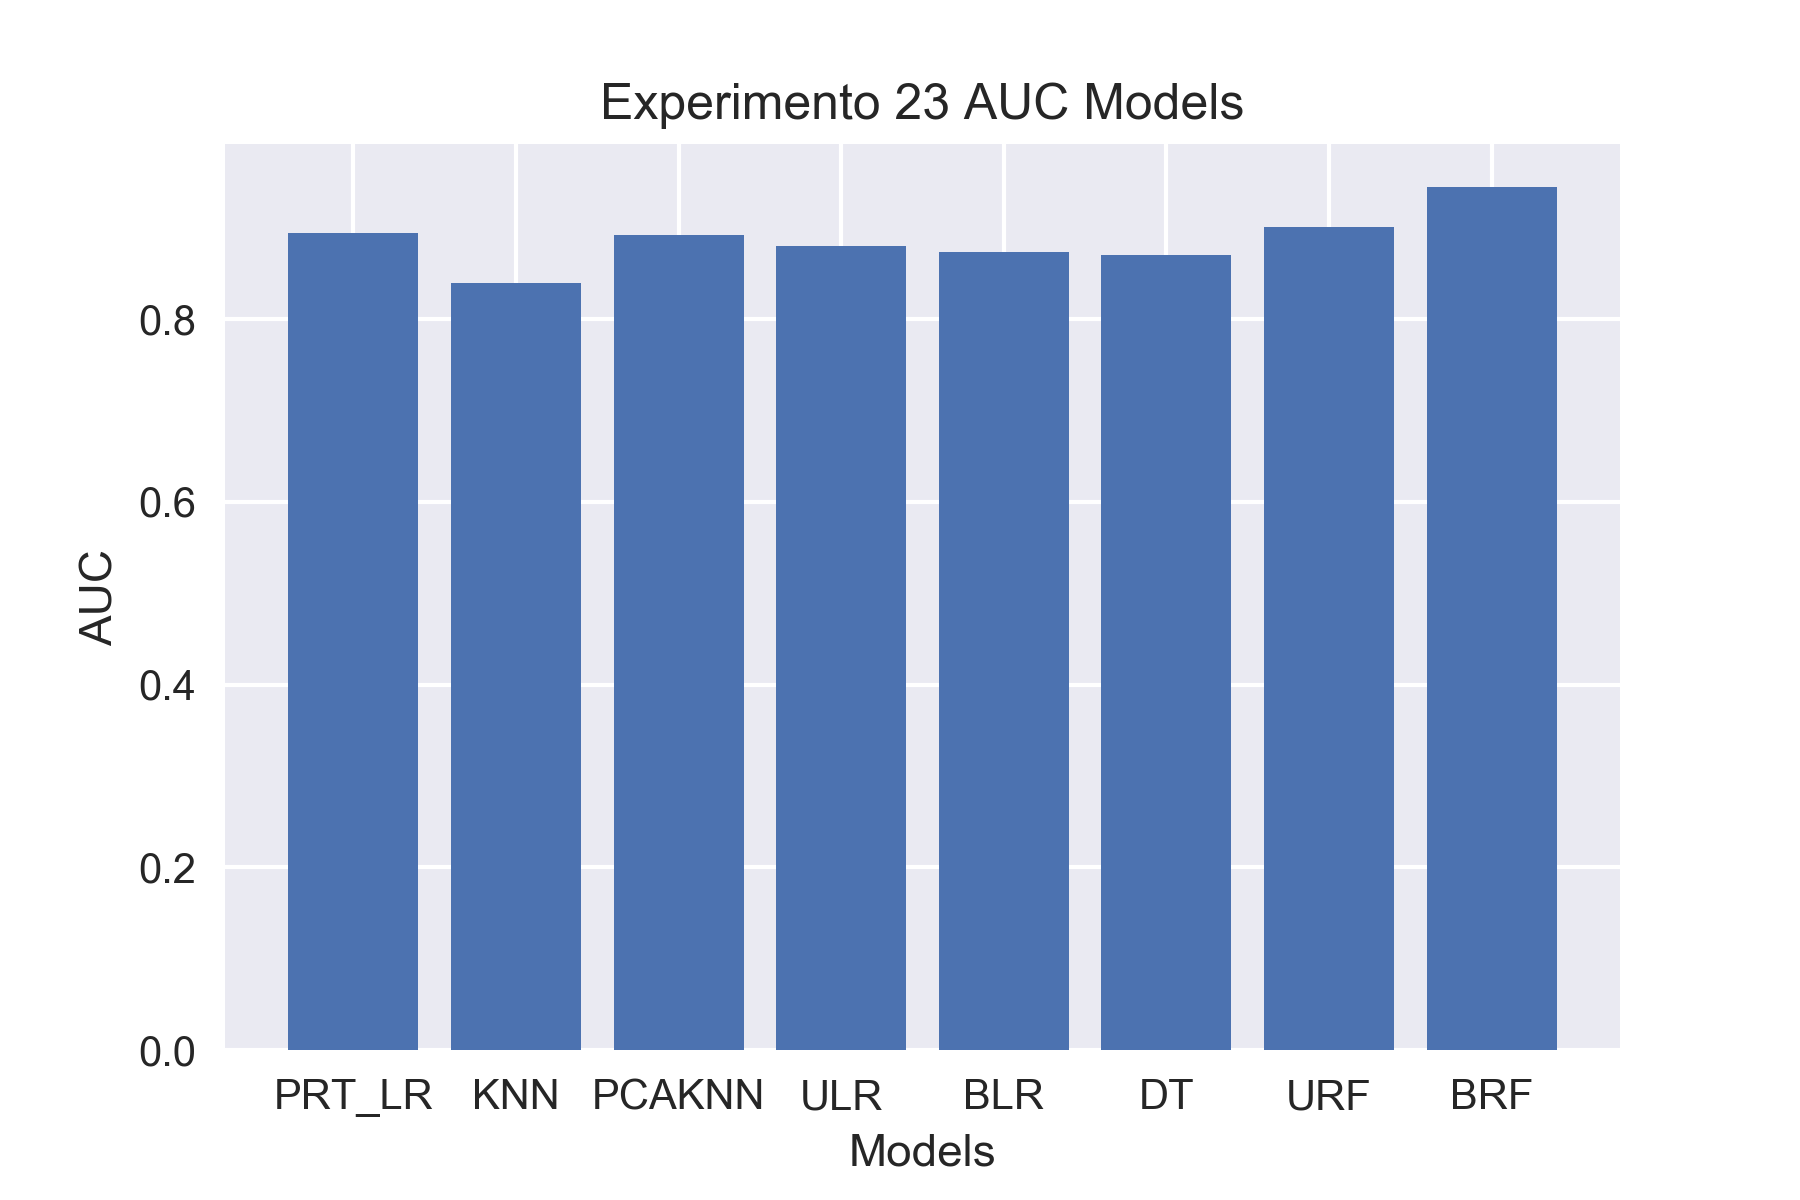 Experimento 23 AUC Models
AUC
0.8
0.6
0.4
0.2
0.0
PRT_LR KNN PCAKNN ULR BLR DT URF BRF
Models